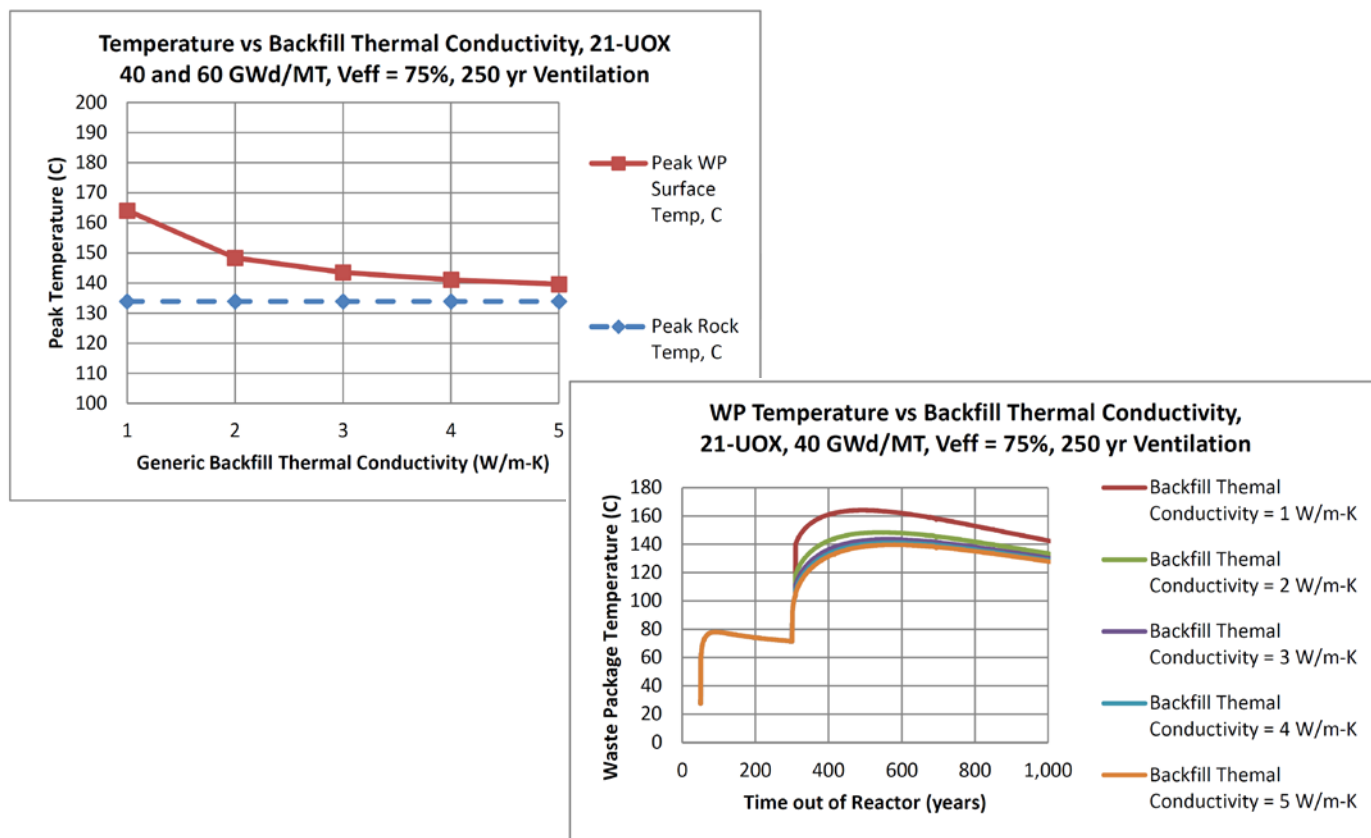 Temperature vs Backfill Thermal Conductivity, 21-UOX
40 and 60 GWd/MT, Veff = 75%, 250 yr Ventilation
Peak Temperature (C)
200
190
180
170
160
150
140
130
120
110
100
1
2
3
4
5
Generic Backfill Thermal Conductivity (W/m-K)
Peak WP
Surface
Temp, C
Peak Rock
Temp, C
WP Temperature vs Backfill Thermal Conductivity,
21-UOX, 40 GWd/MT, Veff = 75%, 250 yr Ventilation
Waste Package Temperature (C)
180
160
140
120
100
80
60
40
20
0
0
200
400
600
800
1,000
Time out of Reactor (years)
Backfill Themal
Conductivity = 1 W/m-K
Backfill Themal
Conductivity = 2 W/m-K
Backfill Themal
Conductivity = 3 W/m-K
Backfill Themal
Conductivity = 4 W/m-K
Backfill Themal
Conductivity = 5 W/m-K